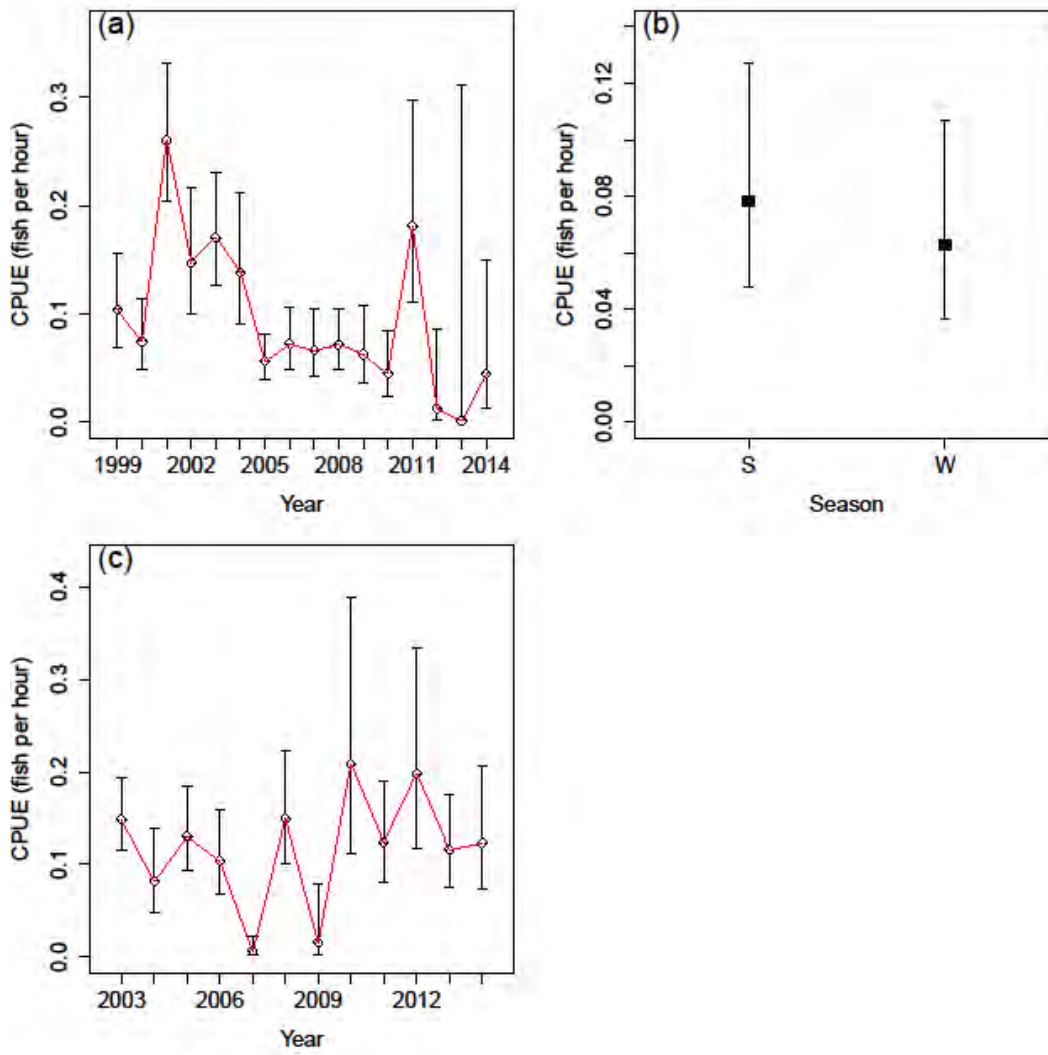 (a)
CPUE (fish per hour)
0.3
0.2
0.1
0.0
1999 2002 2005 2008 2011 2014
Year
(b)
CPUE (fish per hour)
0.12
0.08
0.04
0.00
S W
Season
(c)
CPUE (fish per hour)
0.4
0.3
0.2
0.1
0.0
2003 2006 2009 2012
Year